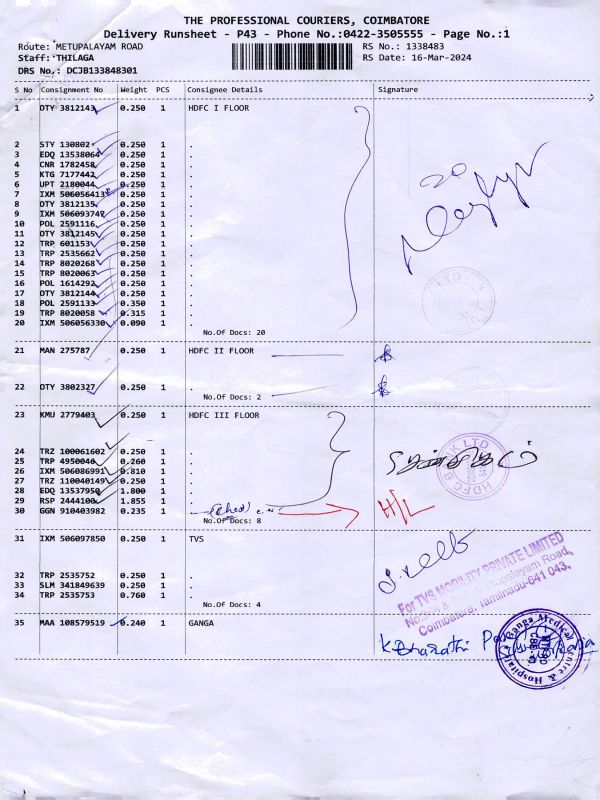 THE PROFESSIONAL COURIERS, COIMBATORE
Delivery Runsheet - P43 - Phone No.:0422-3505555 - Page No.:1
Route: METUPALAYAM ROAD RS No.: 1338483
Staff: THILAGA RS Date: 16-Mar-2024
DRS No.: DCJB133848301
S No Consignment No Weight PCS Consignee Details Signature
1 DTY 3812143 0.250 1 HDFC I FLOOR
2 STY 130802 0.250 1 .
3 EDQ 13538064 0.250 1 .
4 CNR 1782458 0.250 1 .
5 KTG 7177442 0.250 1 .
6 UPT 2180044 0.250 1 .
7 IXM 506056413 0.250 1 .
8 DTY 3812135 0.250 1 .
9 IXM 506093747 0.250 1 .
10 POL 2591116 0.250 1 .
11 DTY 3812145 0.250 1 .
12 TRP 601153 0.250 1 .
13 TRP 2535662 0.250 1 .
14 TRP 8020268 0.250 1 .
15 TRP 8020063 0.250 1 .
16 POL 1614292 0.250 1 .
17 DTY 3812144 0.250 1 .
18 POL 2591133 0.350 1 .
19 TRP 8020058 0.315 1 .
20 IXM 506056330 0.090 1 .
No.Of Docs: 20
20
21 MAN 275787 0.250 1 HDFC II FLOOR
22 DTY 3802327 0.250 1 .
No.Of Docs: 2
23 KMU 2779403 0.250 1 HDFC III FLOOR
24 TRZ 100061602 0.250 1 .
25 TRP 4950046 0.260 1 .
26 IXM 506086991 0.810 1 .
27 TRZ 110040149 0.250 1 .
28 EDQ 13537950 1.800 1 .
29 RSP 2444100 1.855 1 .
30 GGN 910403982 0.235 1 .
No.Of Docs: 8
H/L
HDFC BANK LTD
31 IXM 506097850 0.250 1 TVS
32 TRP 2535752 0.250 1 .
33 SLM 341849639 0.250 1 .
34 TRP 2535753 0.760 1 .
No.Of Docs: 4
For TVS MOBILITY PRIVATE LIMITED
Mettupalayam Road,
Coimbatore, Tamilnadu-641 043.
35 MAA 108579519 0.240 1 GANGA
K. Bharathi
Ganga Medical Centre & Hospitals